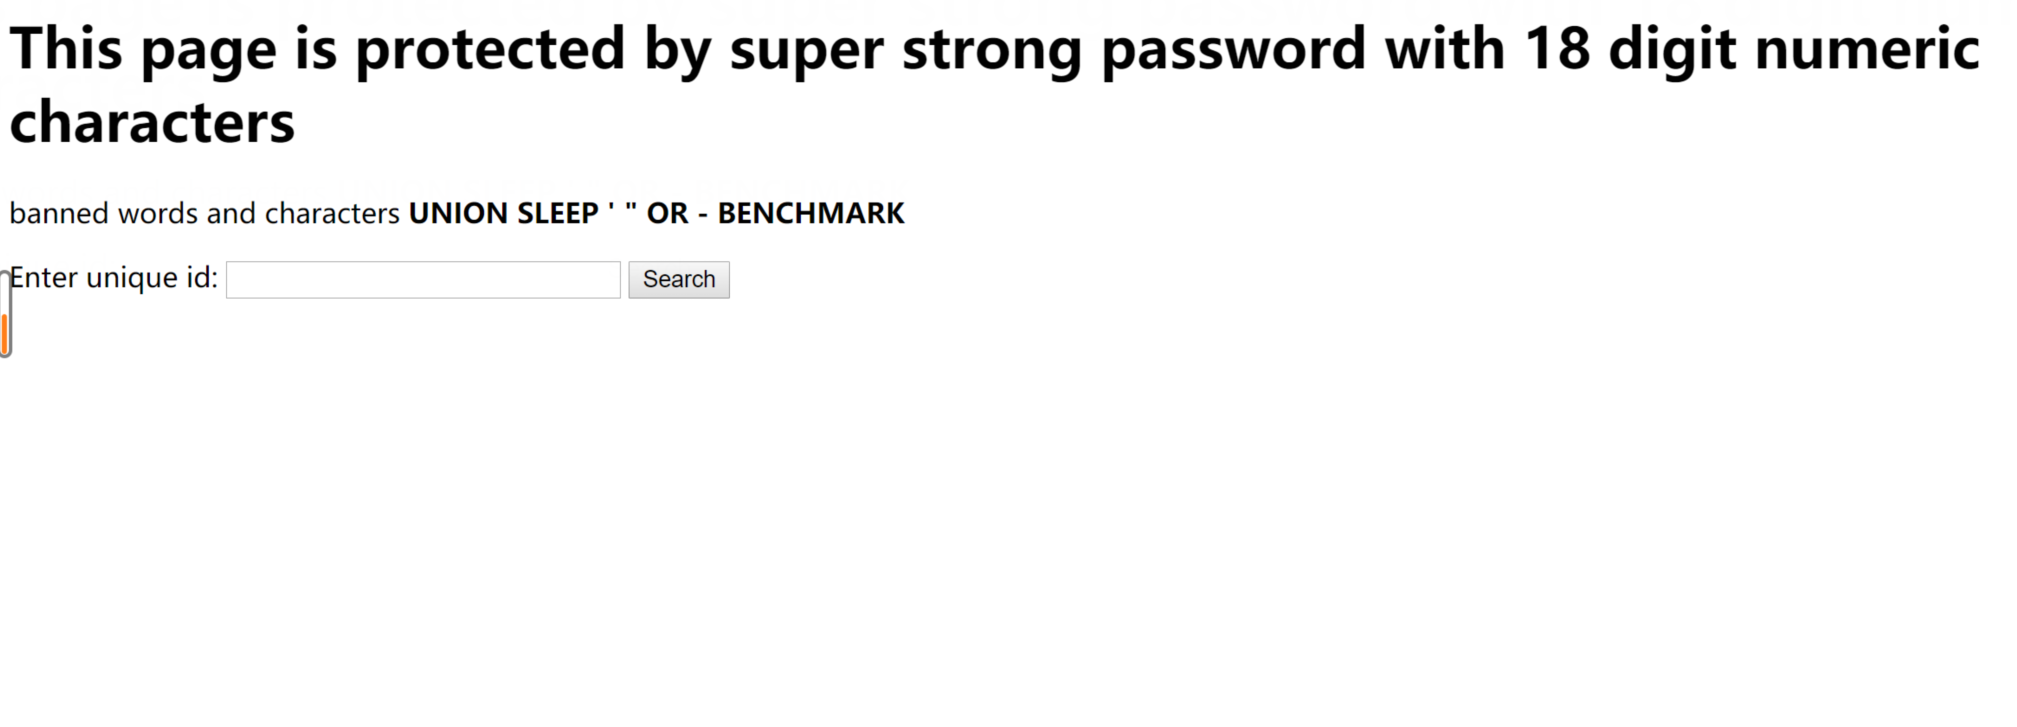 This page is protected by super strong password with 18 digit numeric
characters
banned words and characters UNION SLEEP ' " OR - BENCHMARK
Enter unique id: Search